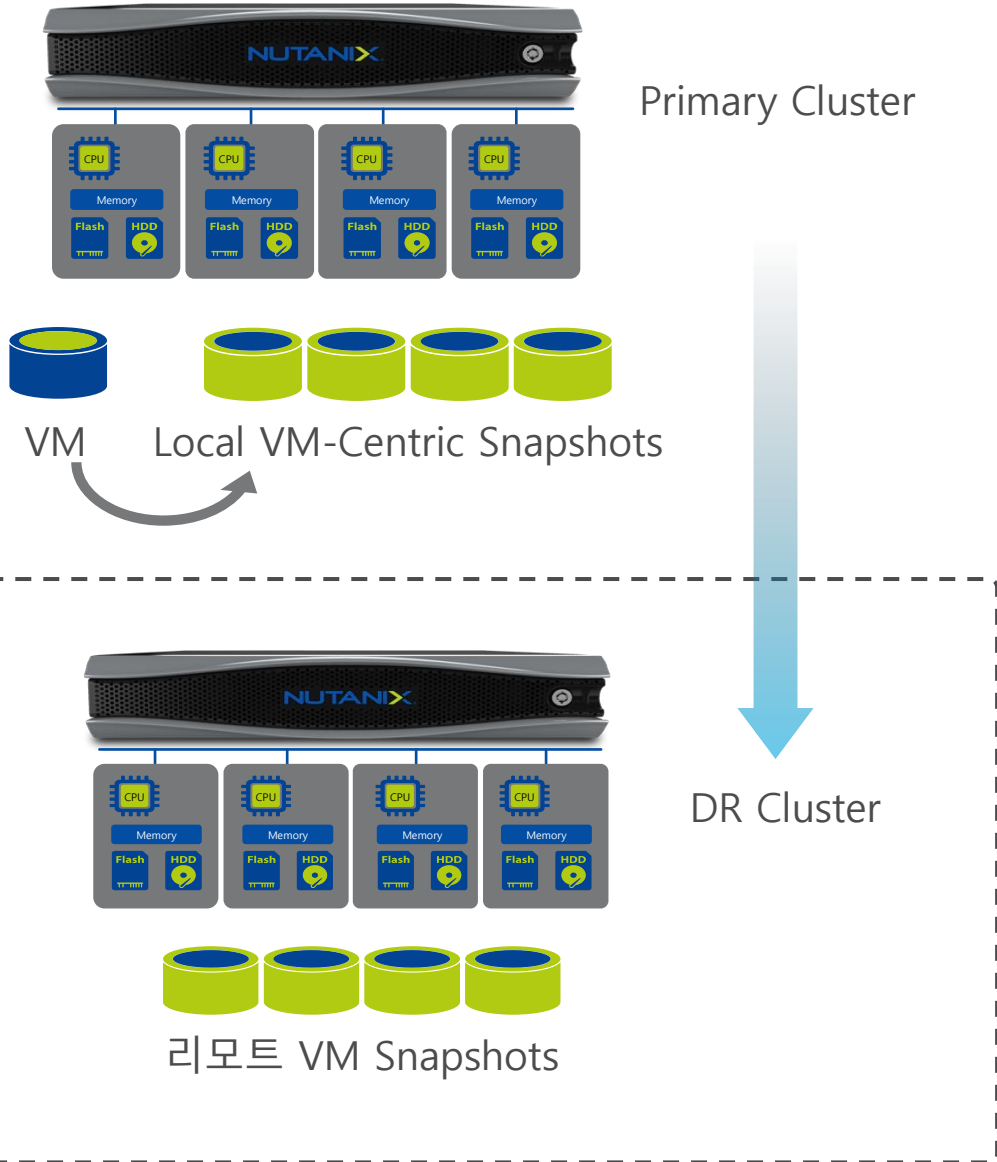 NUTANIX
Primary Cluster
CPU CPU CPU CPU
Memory Memory Memory Memory
Flash HDD Flash HDD Flash HDD Flash HDD
VM Local VM-Centric Snapshots
NUTANIX
CPU CPU CPU CPU
DR Cluster
Memory Memory Memory Memory
Flash HDD Flash HDD Flash HDD Flash HDD
리모트 VM Snapshots